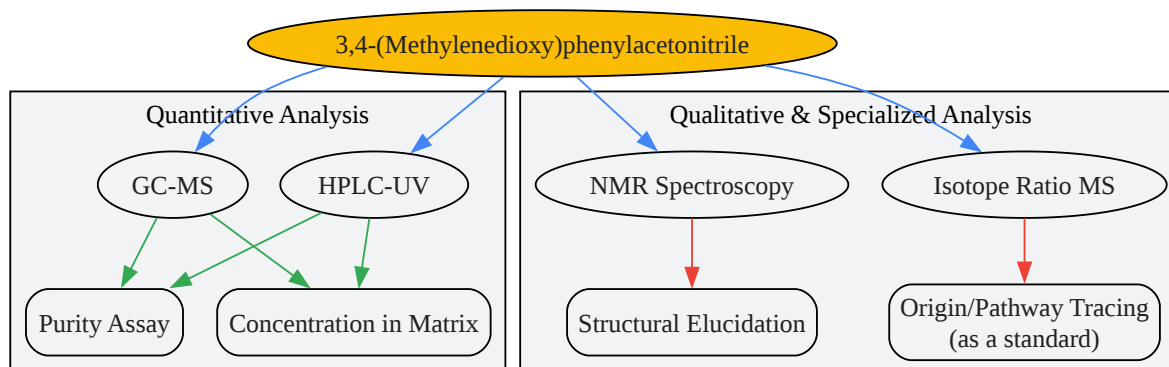 3,4-(Methylenedioxy)phenylacetonitrile
Quantitative Analysis
Qualitative & Specialized Analysis
GC-MS
HPLC-UV
NMR Spectroscopy
Isotope Ratio MS
Purity Assay
Concentration in Matrix
Structural Elucidation
Origin/Pathway Tracing
(as a standard)